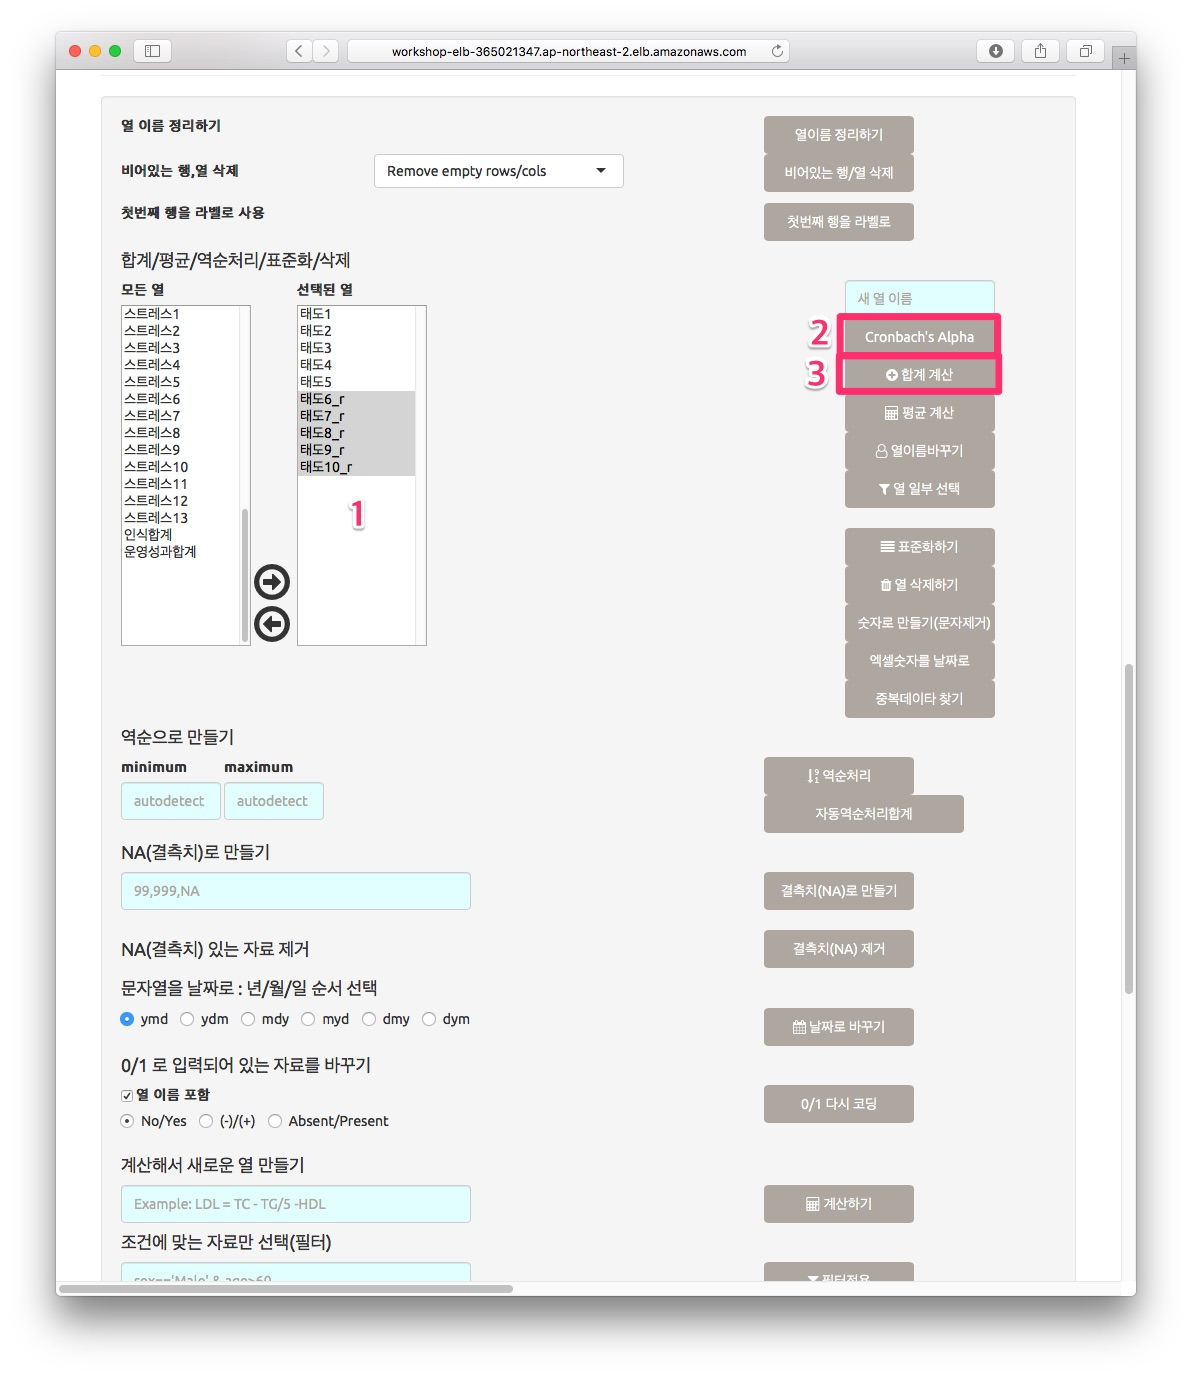 workshop-elb-365021347.ap-northeast-2.elb.amazonaws.com
열 이름 정리하기
열이름 정리하기
비어있는 행,열 삭제
Remove empty rows/cols
비어있는 행/열 삭제
첫번째 행을 라벨로 사용
첫번째 행을 라벨로
합계/평균/역순처리/표준화/삭제
모든 열
선택된 열
스트레스1
스트레스2
스트레스3
스트레스4
스트레스5
스트레스6
스트레스7
스트레스8
스트레스9
스트레스10
스트레스11
스트레스12
스트레스13
인식합계
운영성과합계
태도1
태도2
태도3
태도4
태도5
태도6_r
태도7_r
태도8_r
태도9_r
태도10_r
1
새 열 이름
2
Cronbach's Alpha
3
합계 계산
평균 계산
열이름바꾸기
열 일부 선택
표준화하기
열 삭제하기
숫자로 만들기(문자제거)
엑셀숫자를 날짜로
중복데이타 찾기
역순으로 만들기
minimum
maximum
autodetect
autodetect
역순처리
자동역순처리합계
NA(결측치)로 만들기
99,999,NA
결측치(NA)로 만들기
NA(결측치) 있는 자료 제거
결측치(NA) 제거
문자열을 날짜로 : 년/월/일 순서 선택
ymd ydm mdy myd dmy dym
날짜로 바꾸기
0/1 로 입력되어 있는 자료를 바꾸기
열 이름 포함
No/Yes (-)/(+) Absent/Present
0/1 다시 코딩
계산해서 새로운 열 만들기
Example: LDL = TC - TG/5 -HDL
계산하기
조건에 맞는 자료만 선택(필터)
sex=='Male' & age>60
필터적용